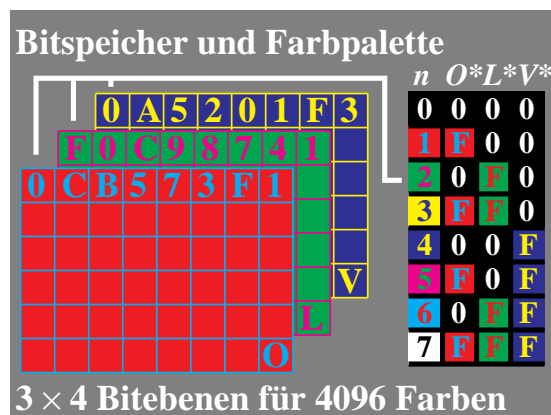 Bitspeicher und Farbpalette
n O* L* V*
0 A 5 2 0 1 F 3
F 0 C 9 8 7 4 1
0 C B 5 7 3 F 1
V
L
O
0 0 0 0
1 F 0 0
2 0 F 0
3 F F 0
4 0 0 F
5 F 0 F
6 0 F F
7 F F F
3 × 4 Bitebenen für 4096 Farben